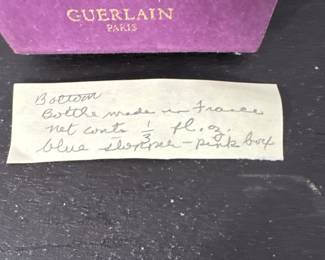 GUERLAIN
PARIS
Bottom
Bottle made in France
net conts 1/3 fl. oz.
blue stopper - pink box